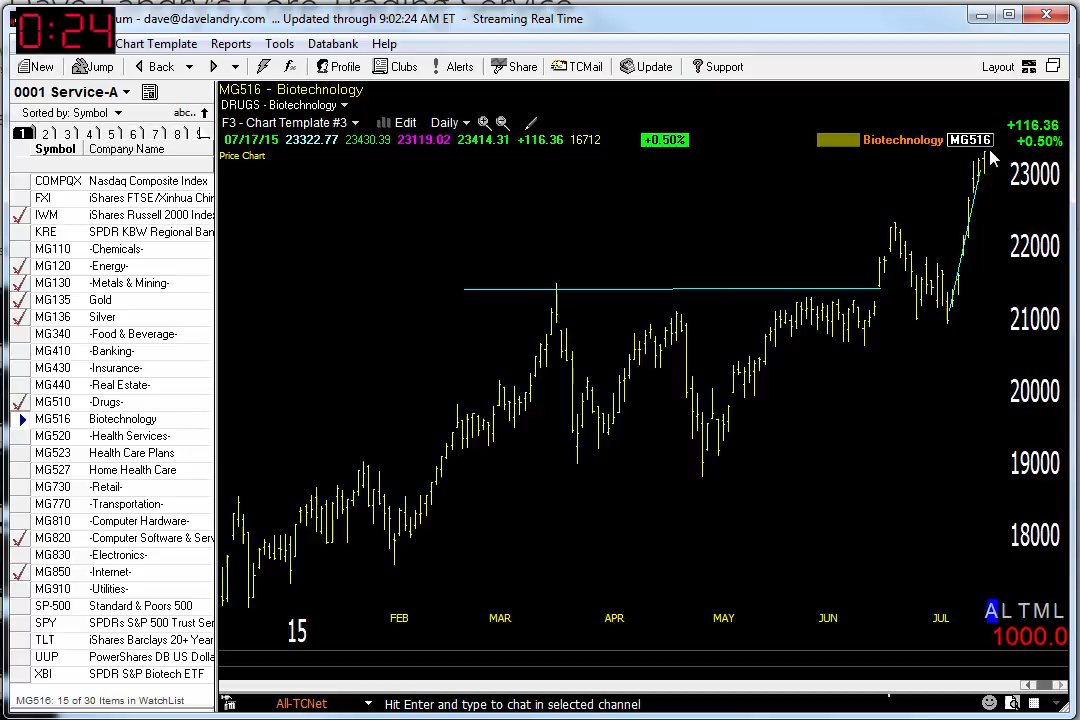 0:24
um - dave@davelandry.com ... Updated through 9:02:24 AM ET - Streaming Real Time
Chart Template Reports Tools Databank Help
New Jump Back Profile Clubs Alerts Share TCMail Update Support Layout
0001 Service-A
Sorted by: Symbol abc..
1 2 3 4 5 6 7 8
Symbol Company Name
COMPQX Nasdaq Composite Index
FXI iShares FTSE/Xinhua Chin
IWM iShares Russell 2000 Index
KRE SPDR KBW Regional Ban
MG110 -Chemicals-
MG120 -Energy-
MG130 -Metals & Mining-
MG135 Gold
MG136 Silver
MG340 -Food & Beverage-
MG410 -Banking-
MG430 -Insurance-
MG440 -Real Estate-
MG510 -Drugs-
MG516 Biotechnology
MG520 -Health Services-
MG523 Health Care Plans
MG527 Home Health Care
MG730 -Retail-
MG770 -Transportation-
MG810 -Computer Hardware-
MG820 -Computer Software & Serv
MG830 -Electronics-
MG850 -Internet-
MG910 -Utilities-
SP-500 Standard & Poors 500
SPY SPDRs S&P 500 Trust Ser
TLT iShares Barclays 20+ Year
UUP PowerShares DB US Dolla
XBI SPDR S&P Biotech ETF
MG516: 15 of 30 Items in WatchList
MG516 - Biotechnology
DRUGS - Biotechnology
F3 - Chart Template #3 Edit Daily
07/17/15 23322.77 23430.39 23119.02 23414.31 +116.36 16712 +0.50% Biotechnology MG516
+116.36
+0.50%
Price Chart
23000
22000
21000
20000
19000
18000
15 FEB MAR APR MAY JUN JUL
A L T M L
1000.0
All-TCNet Hit Enter and type to chat in selected channel